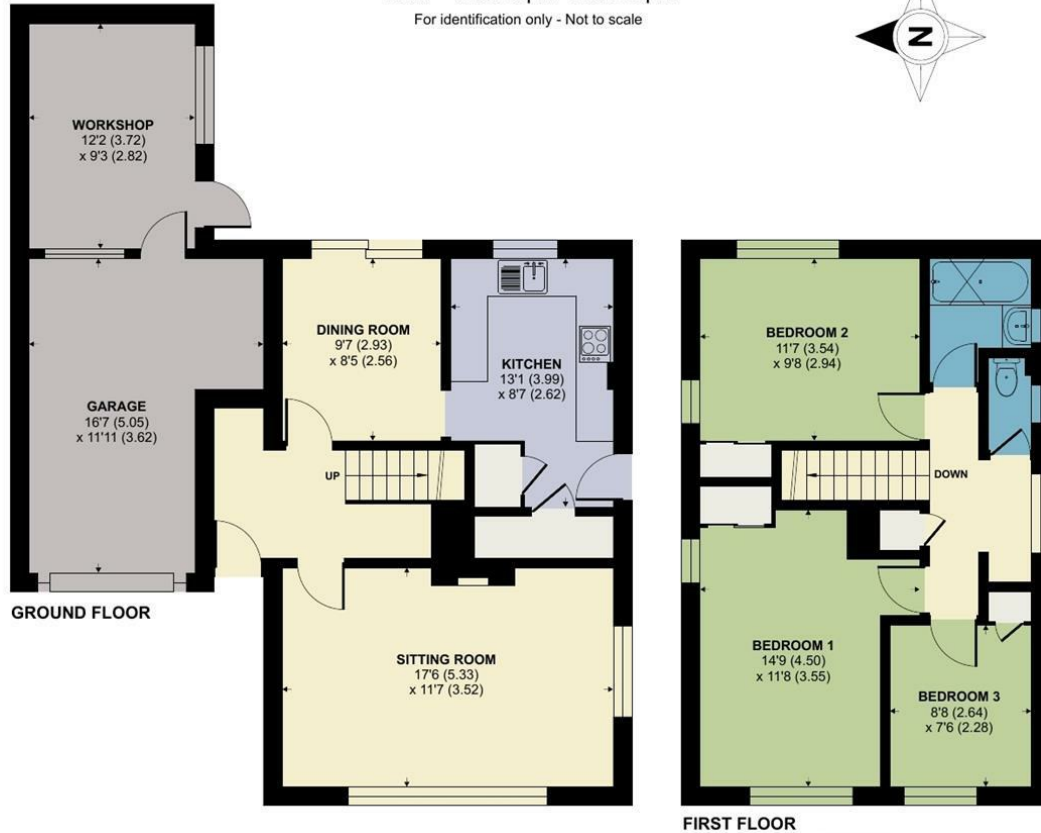 For identification only - Not to scale
N
WORKSHOP
12'2 (3.72)
x 9'3 (2.82)
DINING ROOM
9'7 (2.93)
x 8'5 (2.56)
KITCHEN
13'1 (3.99)
x 8'7 (2.62)
GARAGE
16'7 (5.05)
x 11'11 (3.62)
UP
SITTING ROOM
17'6 (5.33)
x 11'7 (3.52)
GROUND FLOOR
BEDROOM 2
11'7 (3.54)
x 9'8 (2.94)
DOWN
BEDROOM 1
14'9 (4.50)
x 11'8 (3.55)
BEDROOM 3
8'8 (2.64)
x 7'6 (2.28)
FIRST FLOOR